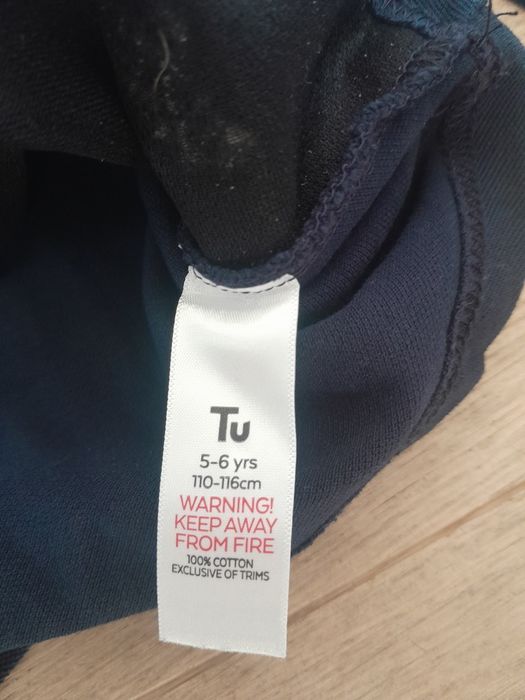 Tu
5-6 yrs
110-116cm
WARNING!
KEEP AWAY
FROM FIRE
100% COTTON
EXCLUSIVE OF TRIMS